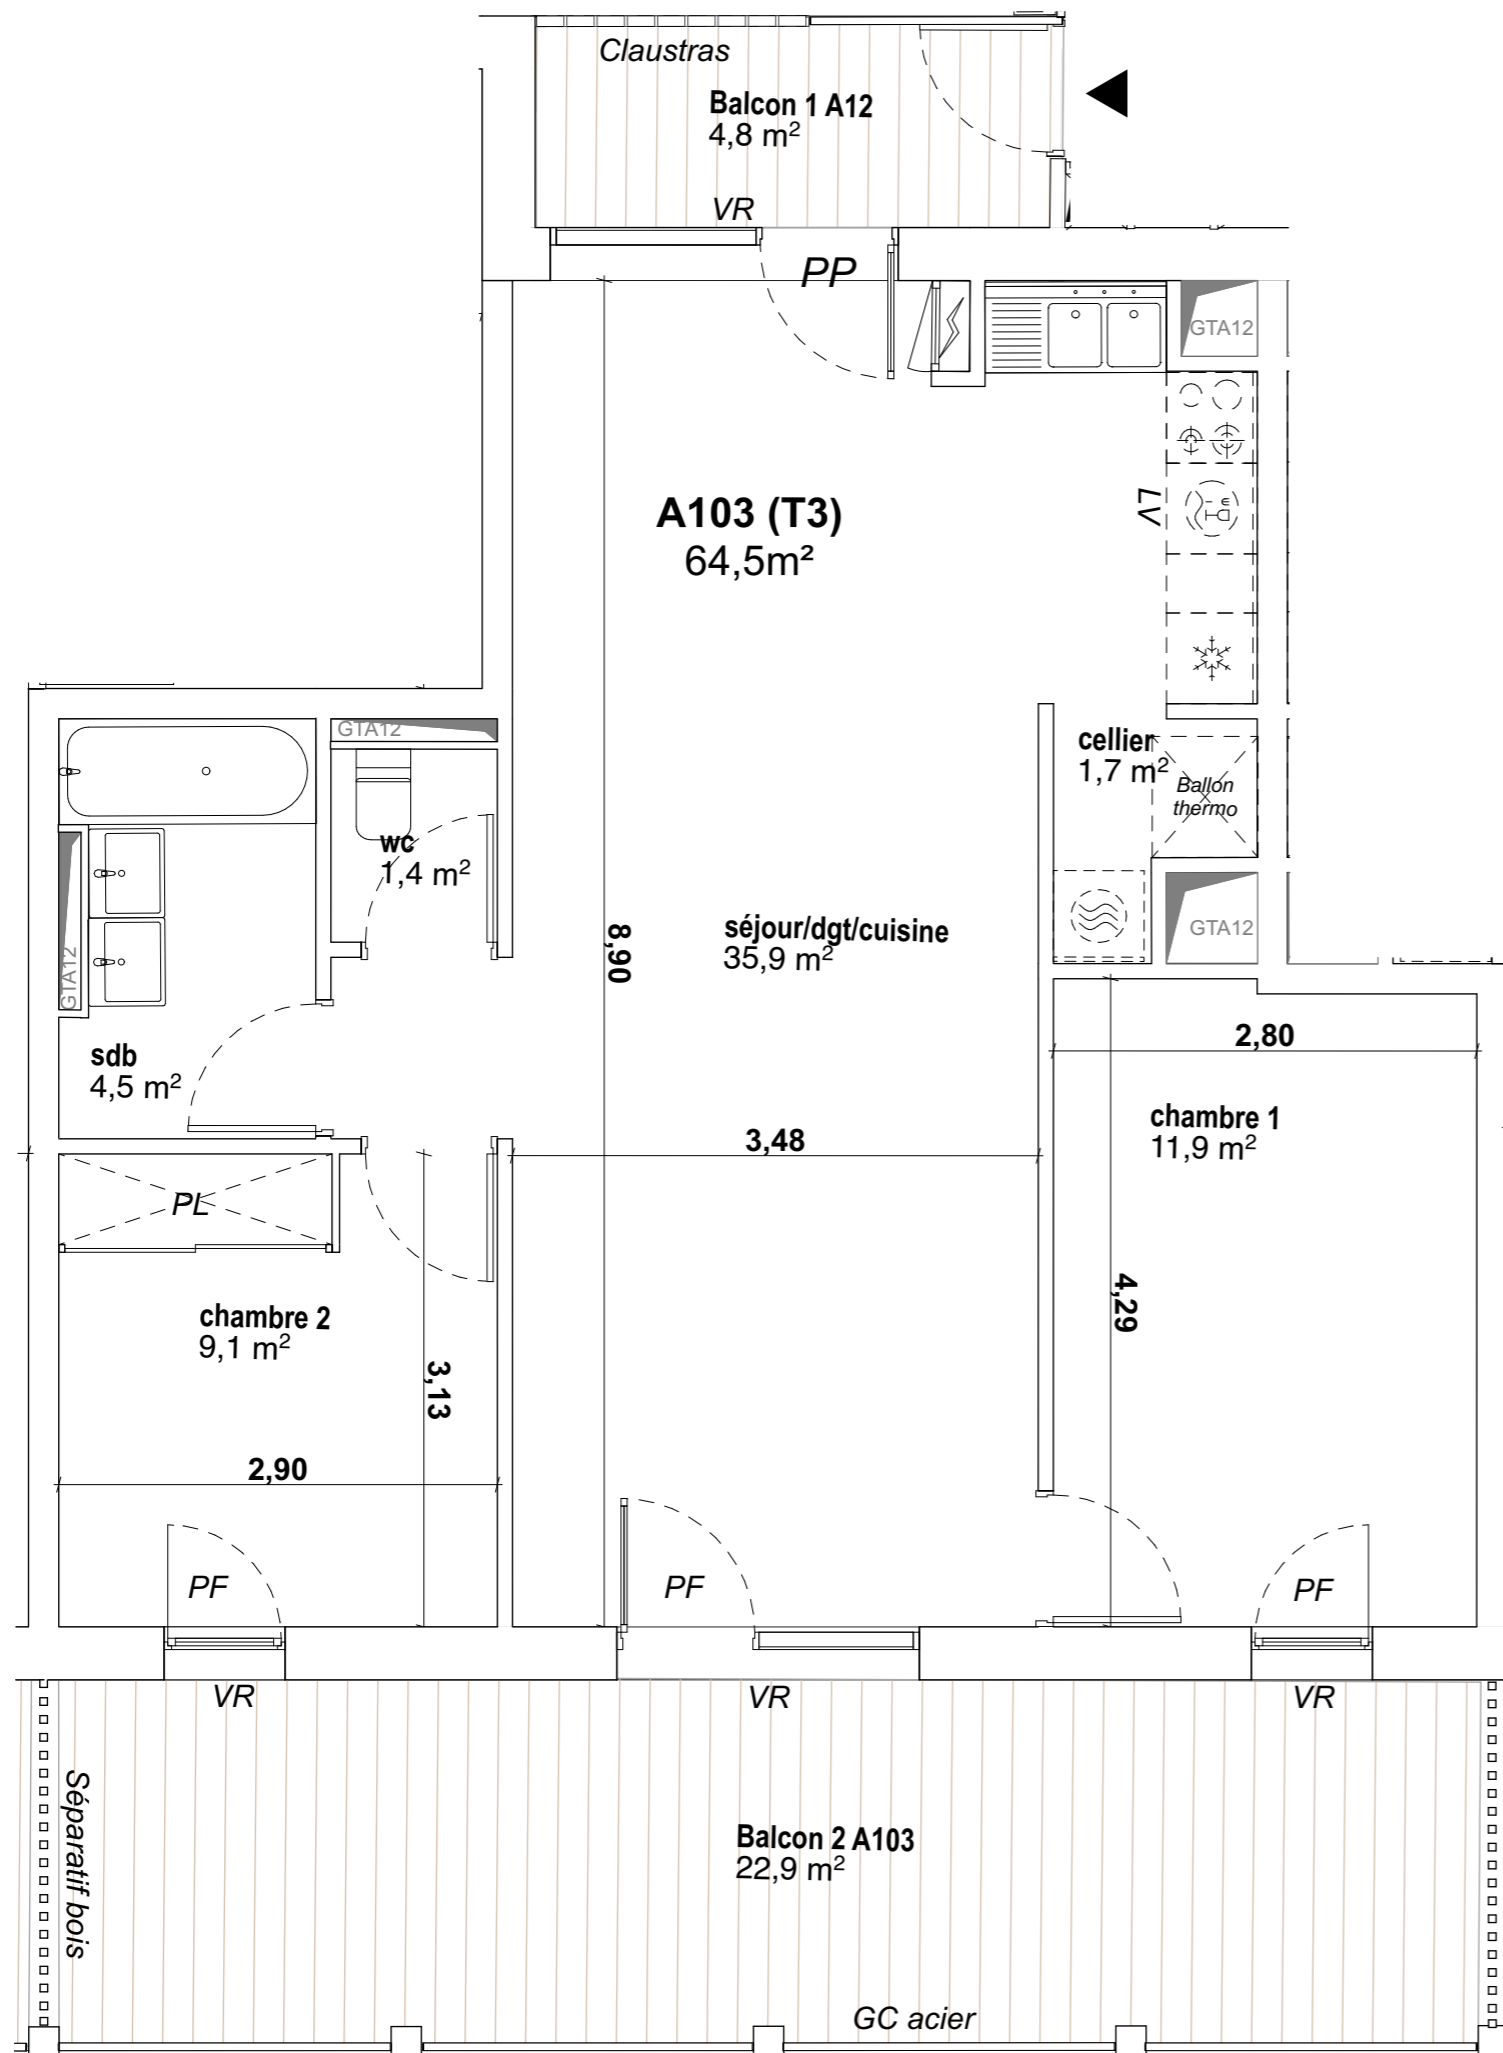 Claustras
Balcon 1 A12
4,8 m²
VR
PP
GTA12
A103 (T3)
64,5m²
LV
GTA12
cellier
1,7 m²
Ballon
thermo
wc
1,4 m²
8,90
séjour/dgt/cuisine
35,9 m²
GTA12
GTA12
sdb
4,5 m²
2,80
chambre 1
11,9 m²
3,48
PL
4,29
chambre 2
9,1 m²
3,13
2,90
PF
PF
PF
VR
VR
VR
Séparatif bois
Balcon 2 A103
22,9 m²
GC acier